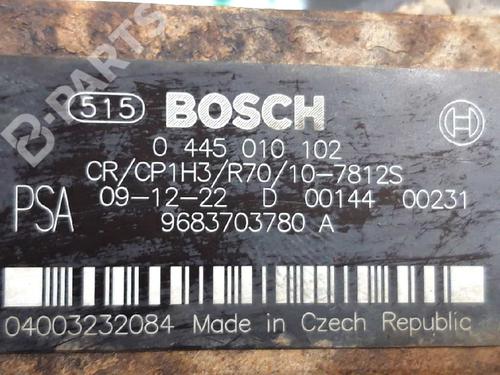 515 BOSCH
0 445 010 102
CR/CP1H3/R70/10-7812S
PSA 09-12-22 D 00144 00231
9683703780 A
04003232084 Made in Czech Republic
B-PARTS